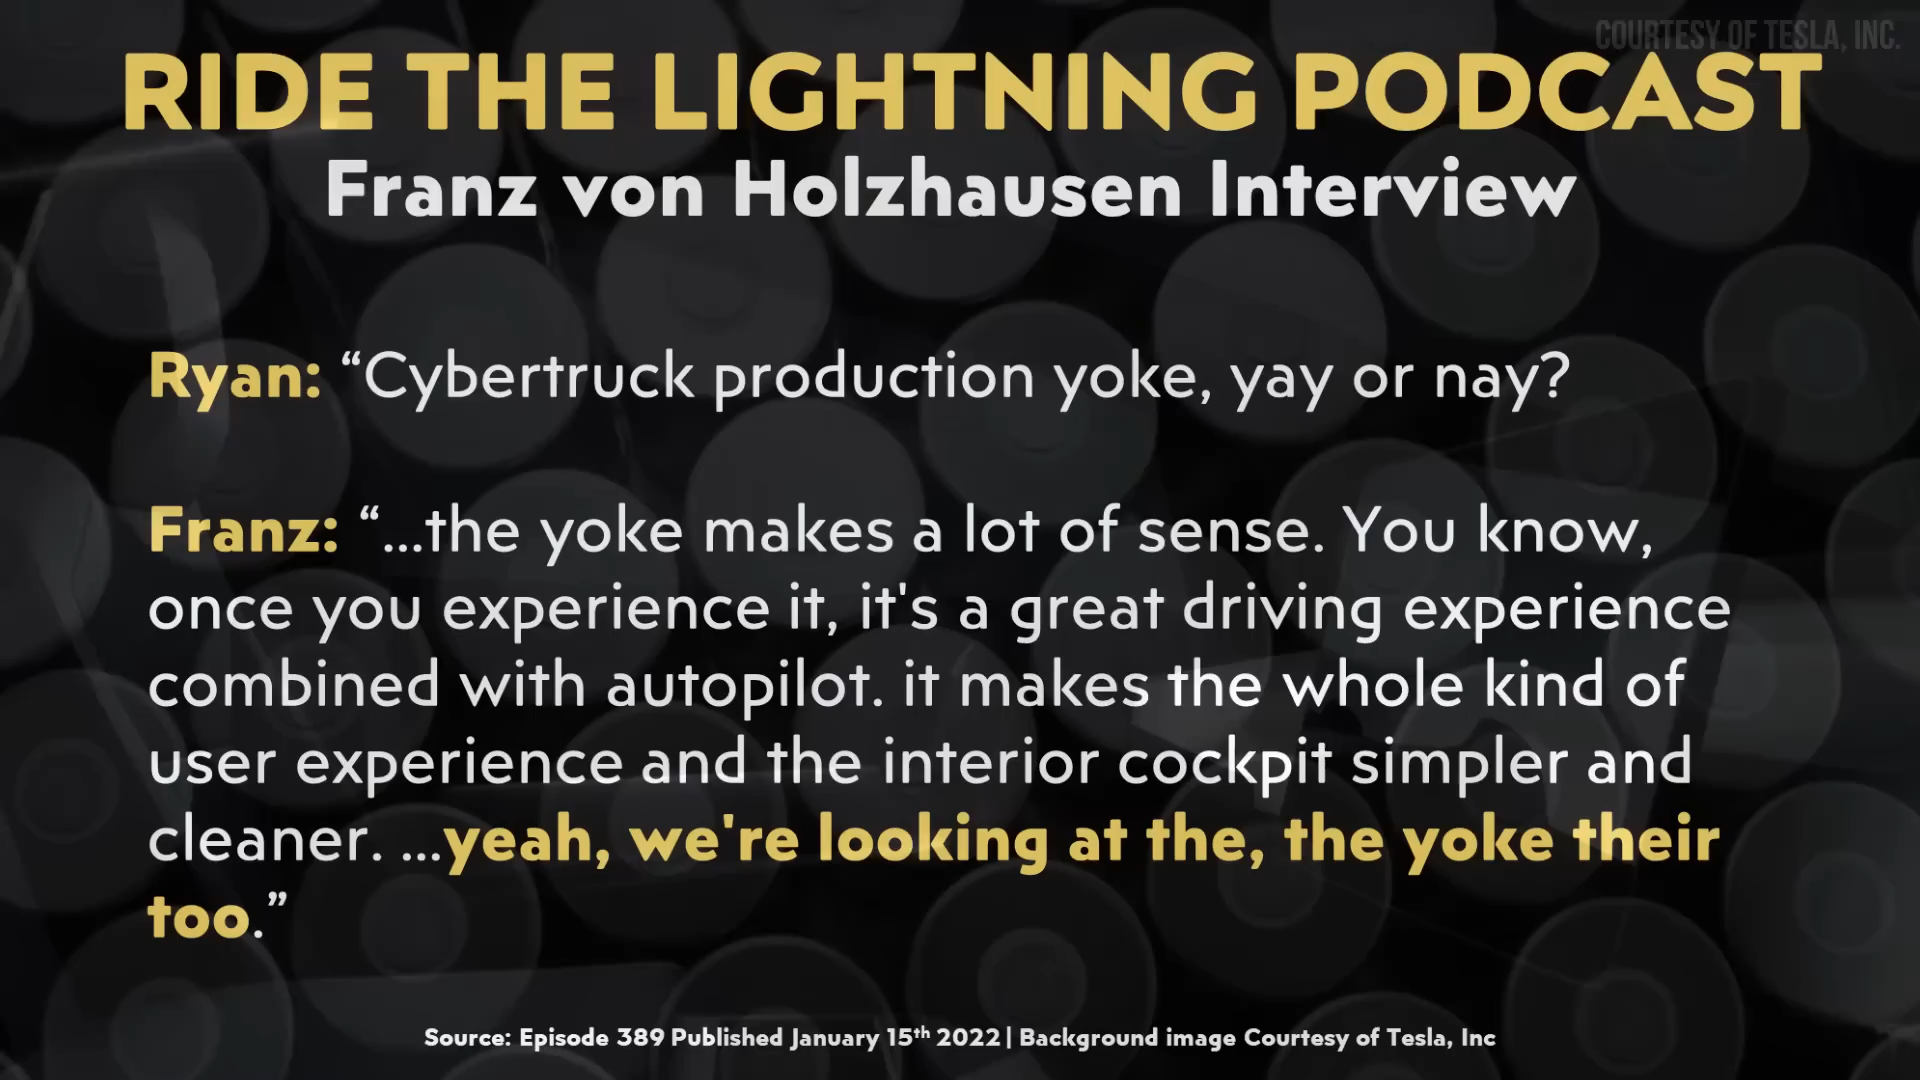 COURTESY OF TESLA, INC.
RIDE THE LIGHTNING PODCAST
Franz von Holzhausen Interview
Ryan: “Cybertruck production yoke, yay or nay?
Franz: “...the yoke makes a lot of sense. You know,
once you experience it, it's a great driving experience
combined with autopilot. it makes the whole kind of
user experience and the interior cockpit simpler and
cleaner. ...yeah, we're looking at the, the yoke their
too.”
Source: Episode 389 Published January 15th 2022| Background image Courtesy of Tesla, Inc